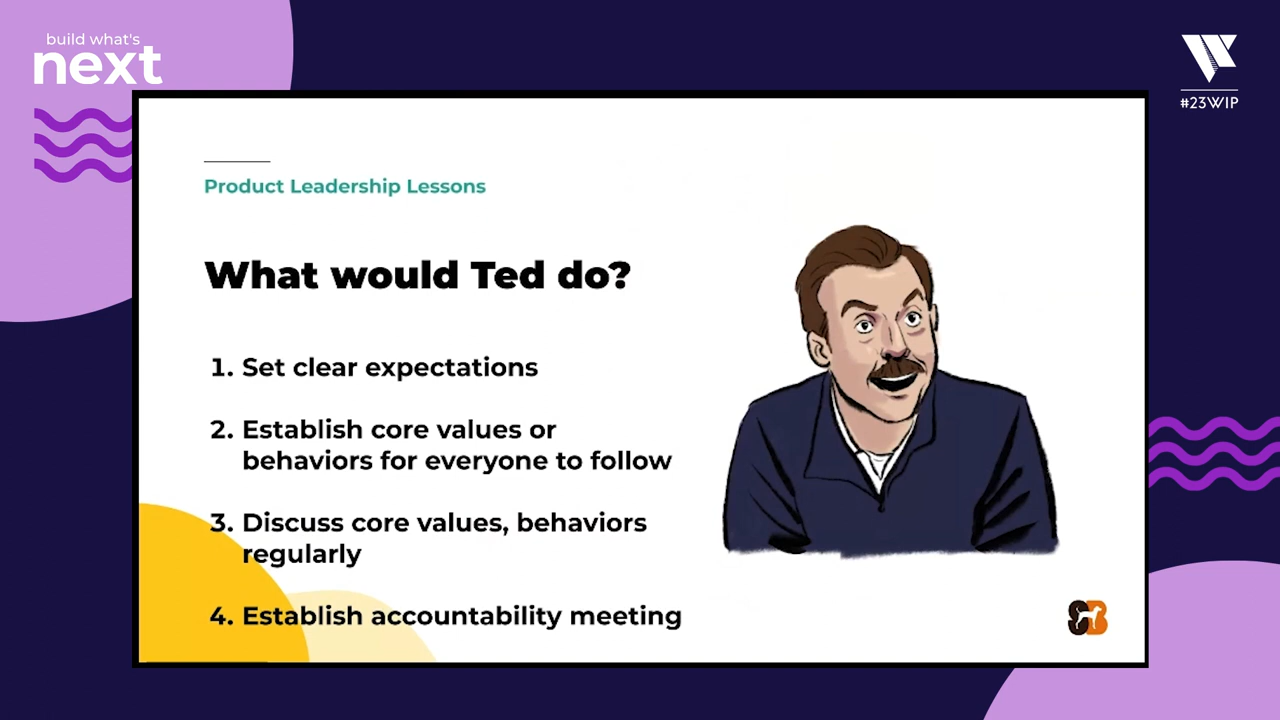 build what's
next
#23WIP
Product Leadership Lessons
What would Ted do?
1. Set clear expectations
2. Establish core values or
behaviors for everyone to follow
3. Discuss core values, behaviors
regularly
4. Establish accountability meeting
SB